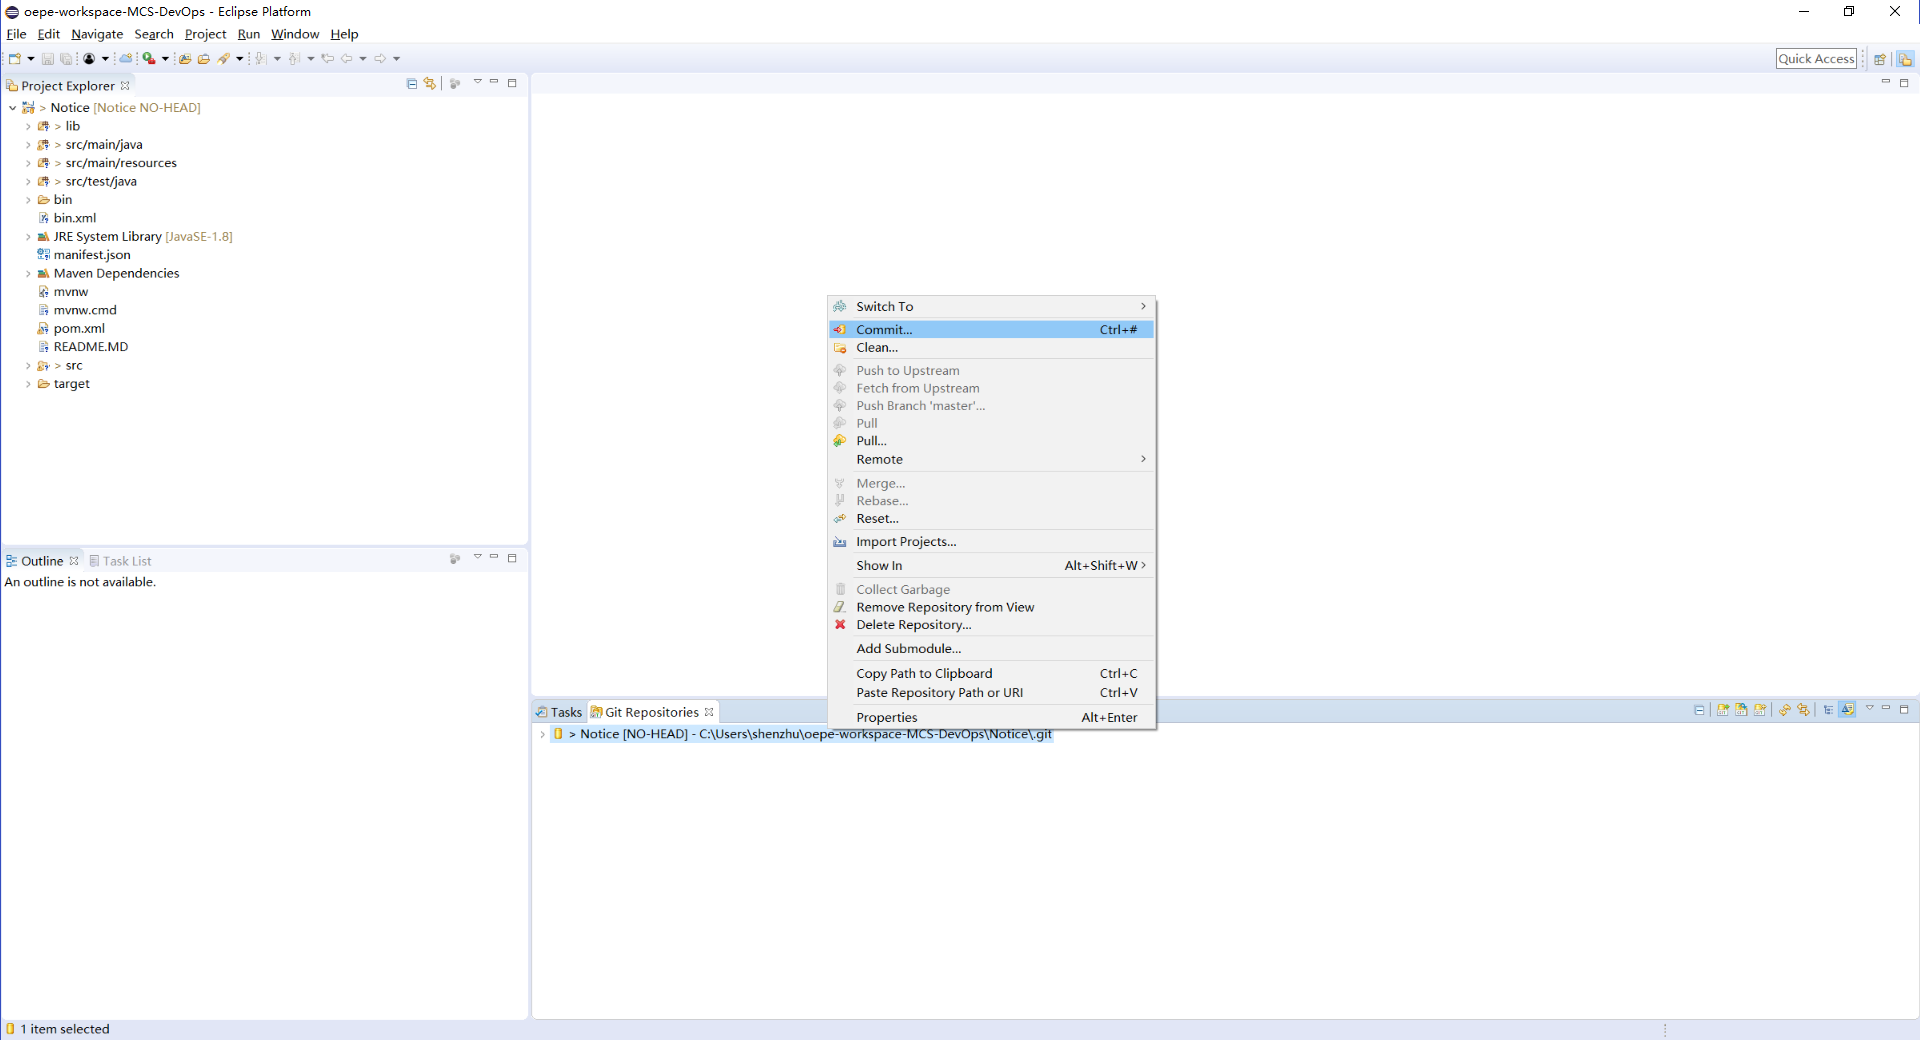 oepe-workspace-MCS-DevOps - Eclipse Platform
File Edit Navigate Search Project Run Window Help
Quick Access
Project Explorer
> Notice [Notice NO-HEAD]
> lib
> src/main/java
> src/main/resources
> src/test/java
bin
bin.xml
JRE System Library [JavaSE-1.8]
manifest.json
Maven Dependencies
mvnw
mvnw.cmd
pom.xml
README.MD
> src
target
Outline Task List
An outline is not available.
Switch To
Commit... Ctrl+#
Clean...
Push to Upstream
Fetch from Upstream
Push Branch 'master'...
Pull
Pull...
Remote
Merge...
Rebase...
Reset...
Import Projects...
Show In Alt+Shift+W
Collect Garbage
Remove Repository from View
Delete Repository...
Add Submodule...
Copy Path to Clipboard Ctrl+C
Paste Repository Path or URI Ctrl+V
Properties Alt+Enter
Tasks Git Repositories
> Notice [NO-HEAD] - C:\Users\shenzhu\oepe-workspace-MCS-DevOps\Notice\.git
1 item selected